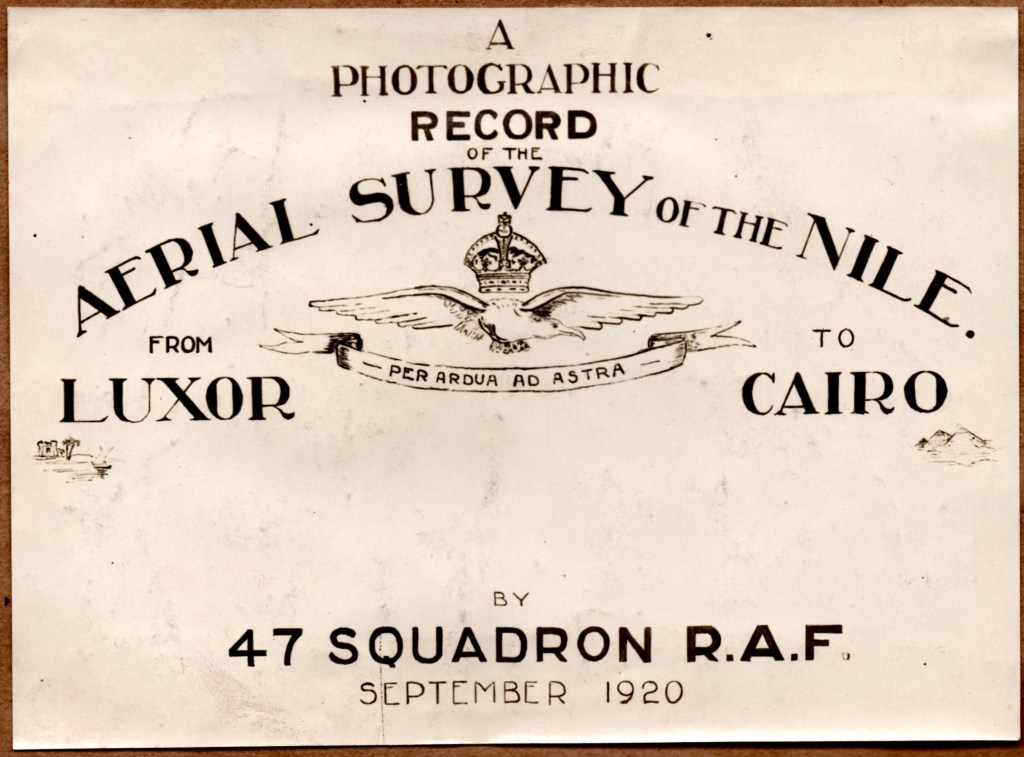 A
PHOTOGRAPHIC
RECORD
OF THE
AERIAL SURVEY OF THE NILE.
FROM
TO
LUXOR
CAIRO
PER ARDUA AD ASTRA
BY
47 SQUADRON R.A.F.
SEPTEMBER 1920